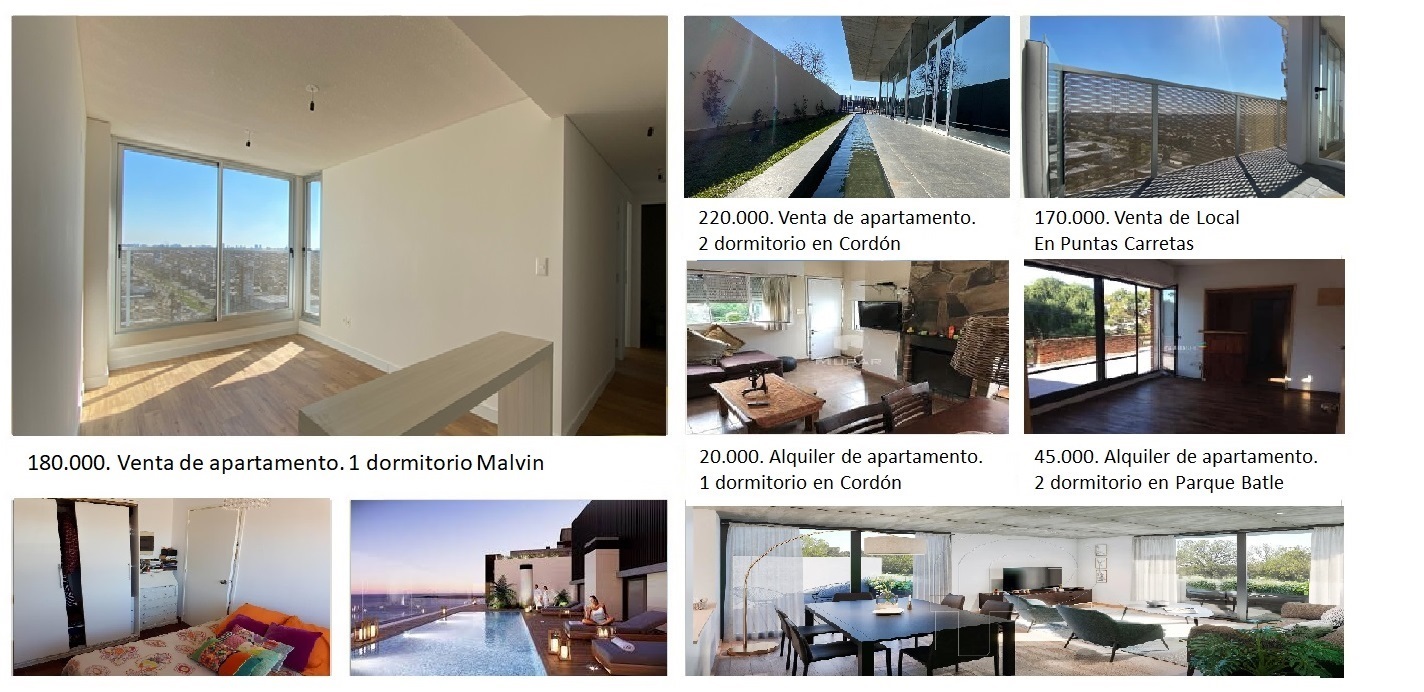 220.000. Venta de apartamento.
2 dormitorio en Cordón
170.000. Venta de Local
En Puntas Carretas
180.000. Venta de apartamento. 1 dormitorio Malvin
20.000. Alquiler de apartamento.
1 dormitorio en Cordón
45.000. Alquiler de apartamento.
2 dormitorio en Parque Batle